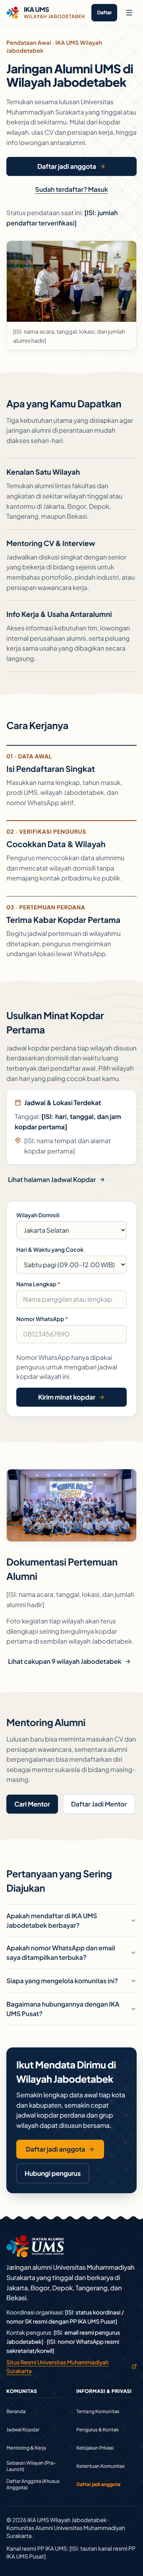 IKA UMS
WILAYAH JABODETABEK
Daftar
Pendataan Awal · IKA UMS Wilayah
Jabodetabek
Jaringan Alumni UMS di
Wilayah Jabodetabek
Temukan sesama lulusan Universitas
Muhammadiyah Surakarta yang tinggal atau
bekerja di sekitarmu. Mulai dari kopdar
wilayah, ulas CV dan persiapan kerja, hingga
info lowongan antaralumni.
Daftar jadi anggota →
Sudah terdaftar? Masuk
Status pendataan saat ini: [ISI: jumlah
pendaftar terverifikasi]
[ISI: nama acara, tanggal, lokasi, dan jumlah
alumni hadir]
Apa yang Kamu Dapatkan
Tiga kebutuhan utama yang disiapkan agar
jaringan alumni di perantauan mudah
diakses sehari-hari.
Kenalan Satu Wilayah
Temukan alumni lintas fakultas dan
angkatan di sekitar wilayah tinggal atau
kantormu di Jakarta, Bogor, Depok,
Tangerang, maupun Bekasi.
Mentoring CV & Interview
Jadwalkan diskusi singkat dengan senior
yang bekerja di bidang sejenis untuk
membahas portofolio, pindah industri, atau
persiapan wawancara kerja.
Info Kerja & Usaha Antaralumni
Akses informasi kebutuhan tim, lowongan
internal perusahaan alumni, serta peluang
kerja sama usaha yang dibagikan secara
langsung.
Cara Kerjanya
01 · DATA AWAL
Isi Pendaftaran Singkat
Masukkan nama lengkap, tahun masuk,
prodi UMS, wilayah Jabodetabek, dan
nomor WhatsApp aktif.
02 · VERIFIKASI PENGURUS
Cocokkan Data & Wilayah
Pengurus mencocokkan data alumnimu
dan mencatat wilayah domisili tanpa
memajang kontak pribadimu ke publik.
03 · PERTEMUAN PERDANA
Terima Kabar Kopdar Pertama
Begitu jadwal pertemuan di wilayahmu
ditetapkan, pengurus mengirimkan
undangan lokasi lewat WhatsApp.
Usulkan Minat Kopdar
Pertama
Jadwal kopdar perdana tiap wilayah disusun
berdasarkan domisili dan waktu luang
terbanyak dari pendaftar awal. Pilih wilayah
dan hari yang paling cocok buat kamu.
Jadwal & Lokasi Terdekat
Tanggal: [ISI: hari, tanggal, dan jam
kopdar pertama]
[ISI: nama tempat dan alamat
kopdar pertama]
Lihat halaman Jadwal Kopdar →
Wilayah Domisili
Jakarta Selatan
Hari & Waktu yang Cocok
Sabtu pagi (09.00–12.00 WIB)
Nama Lengkap *
Nama panggilan atau lengkap
Nomor WhatsApp *
081234567890
Nomor WhatsApp hanya dipakai
pengurus untuk mengabari jadwal
kopdar wilayah ini.
Kirim minat kopdar →
Dokumentasi Pertemuan
Alumni
[ISI: nama acara, tanggal, lokasi, dan jumlah
alumni hadir]
Foto kegiatan tiap wilayah akan terus
dilengkapi seiring bergulirnya kopdar
pertama di sembilan wilayah Jabodetabek.
Lihat cakupan 9 wilayah Jabodetabek →
Mentoring Alumni
Lulusan baru bisa meminta masukan CV dan
persiapan wawancara, sementara alumni
berpengalaman bisa mendaftar sebagai
mentor sukarela di bidang masing-
masing.
Cari Mentor
Daftar Jadi Mentor
Pertanyaan yang Sering
Diajukan
Apakah mendaftar di IKA UMS
Jabodetabek berbayar?
Apakah nomor WhatsApp dan email
saya ditampilkan terbuka?
Siapa yang mengelola komunitas ini?
Bagaimana hubungannya dengan IKA
UMS Pusat?
Ikut Mendata Dirimu di
Wilayah Jabodetabek
Semakin lengkap data awal tiap kota
dan kabupaten, semakin cepat
jadwal kopdar perdana dan grup
wilayah dapat disusun bersama.
Daftar jadi anggota →
Hubungi pengurus
IKATAN ALUMNI
UMS
Jaringan alumni Universitas Muhammadiyah
Surakarta yang tinggal dan berkarya di
Jakarta, Bogor, Depok, Tangerang, dan
Bekasi.
Koordinasi organisasi: [ISI: status koordinasi /
nomor SK resmi dengan PP IKA UMS Pusat]
Kontak pengurus: [ISI: email resmi pengurus
Jabodetabek] · [ISI: nomor WhatsApp resmi
sekretariat/korwil]
Situs Resmi Universitas Muhammadiyah
Surakarta
KOMUNITAS
Beranda
Jadwal Kopdar
Mentoring & Kerja
Sebaran Wilayah (Pra-
Launch)
Daftar Anggota (Khusus
Anggota)
INFORMASI & PRIVASI
Tentang Komunitas
Pengurus & Kontak
Kebijakan Privasi
Ketentuan Komunitas
Daftar jadi anggota
© 2026 IKA UMS Wilayah Jabodetabek ·
Komunitas Alumni Universitas Muhammadiyah
Surakarta.
Kanal resmi PP IKA UMS: [ISI: tautan kanal resmi PP
IKA UMS Pusat]